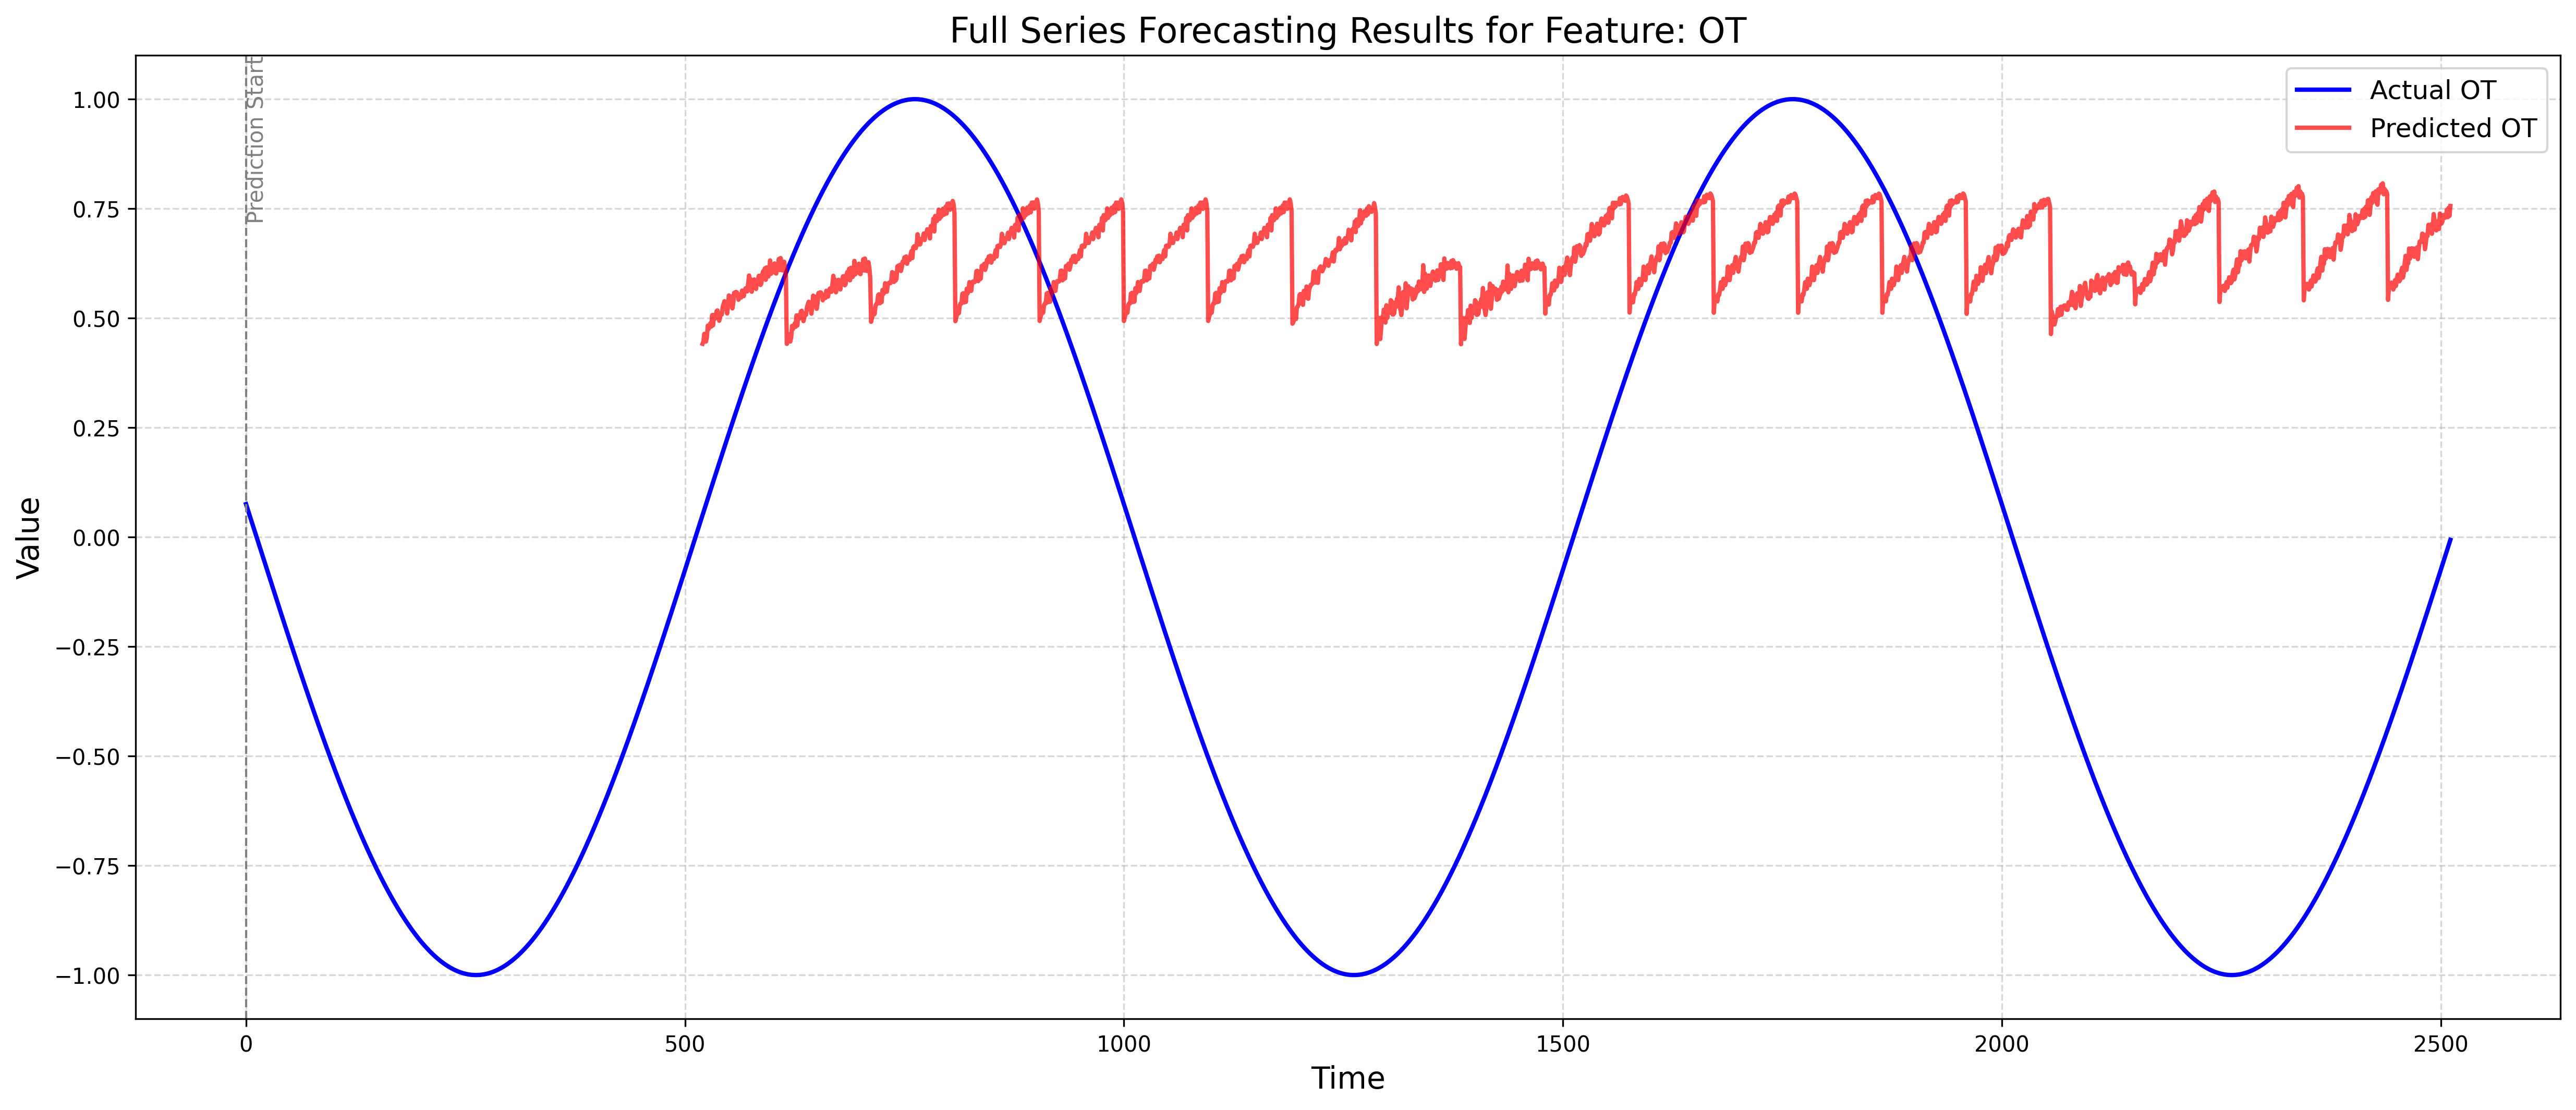 Full Series Forecasting Results for Feature: OT
Prediction Start
Actual OT
Predicted OT
Value
1.00
0.75
0.50
0.25
0.00
−0.25
−0.50
−0.75
−1.00
0
500
1000
1500
2000
2500
Time